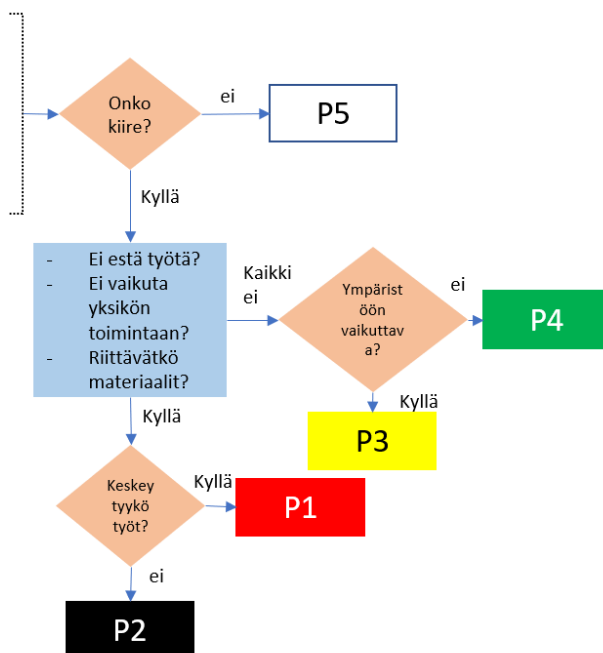 Onko
kiire?
ei
P5
Kyllä
- Ei estä työtä?
- Ei vaikuta
yksikön
toimintaan?
- Riittävätkö
materiaalit?
Kaikki
ei
Ympärist
öön
vaikuttav
a?
ei
P4
Kyllä
P3
Kyllä
Keskey
tyykö
työt?
Kyllä
P1
ei
P2